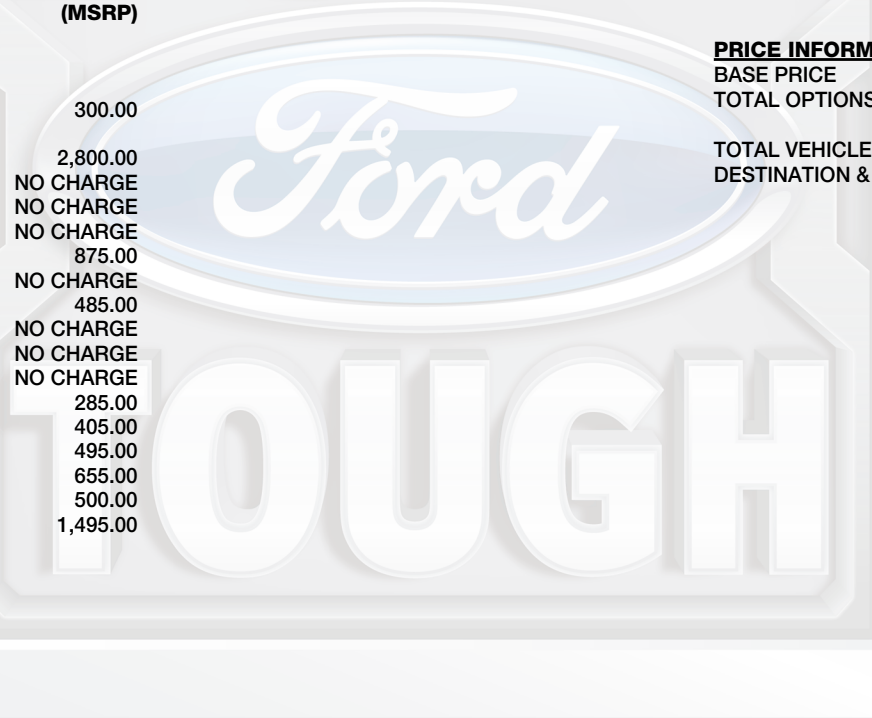 (MSRP)
300.00
2,800.00
NO CHARGE
NO CHARGE
NO CHARGE
875.00
NO CHARGE
485.00
NO CHARGE
NO CHARGE
NO CHARGE
285.00
405.00
495.00
655.00
500.00
1,495.00
PRICE INFORM
BASE PRICE
TOTAL OPTIONS
TOTAL VEHICLE
DESTINATION &
Ford
TOUGH